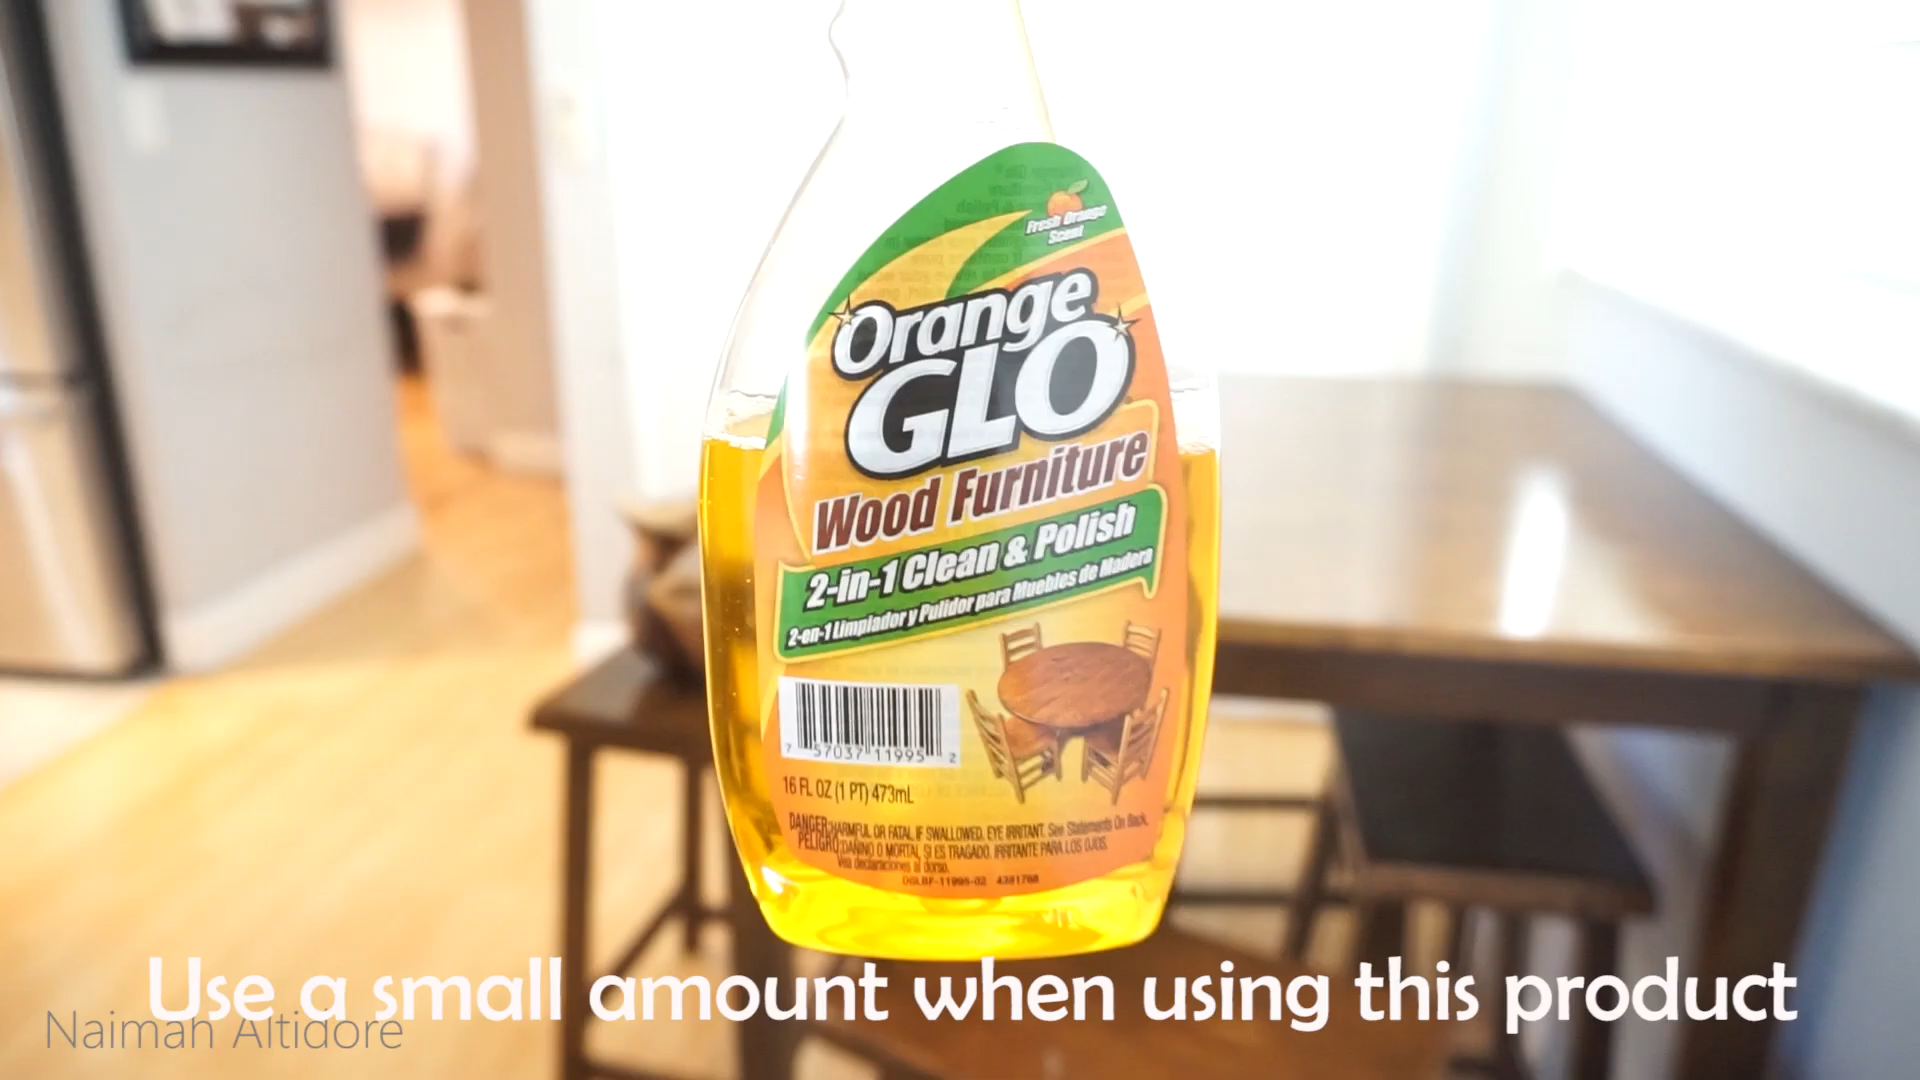 Fresh Orange
Scent
Orange
GLO
Wood Furniture
2-in-1 Clean & Polish
2-en-1 Limpiador y Pulidor para Muebles de Madera
7 57037 11995 2
16 FL OZ (1 PT) 473mL
DANGER: HARMFUL OR FATAL IF SWALLOWED. EYE IRRITANT. See Statements On Back.
PELIGRO: DAÑINO O MORTAL SI ES TRAGADO. IRRITANTE PARA LOS OJOS.
Vea declaraciones al dorso.
Use a small amount when using this product
Naimah Altidore